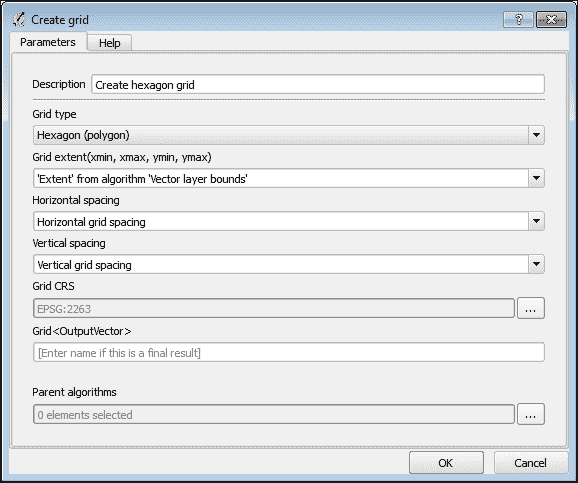 Create grid
?
Parameters
Help
Description
Create hexagon grid
Grid type
Hexagon (polygon)
Grid extent(xmin, xmax, ymin, ymax)
'Extent' from algorithm 'Vector layer bounds'
Horizontal spacing
Horizontal grid spacing
Vertical spacing
Vertical grid spacing
Grid CRS
EPSG:2263
...
Grid<OutputVector>
[Enter name if this is a final result]
Parent algorithms
0 elements selected
...
OK
Cancel